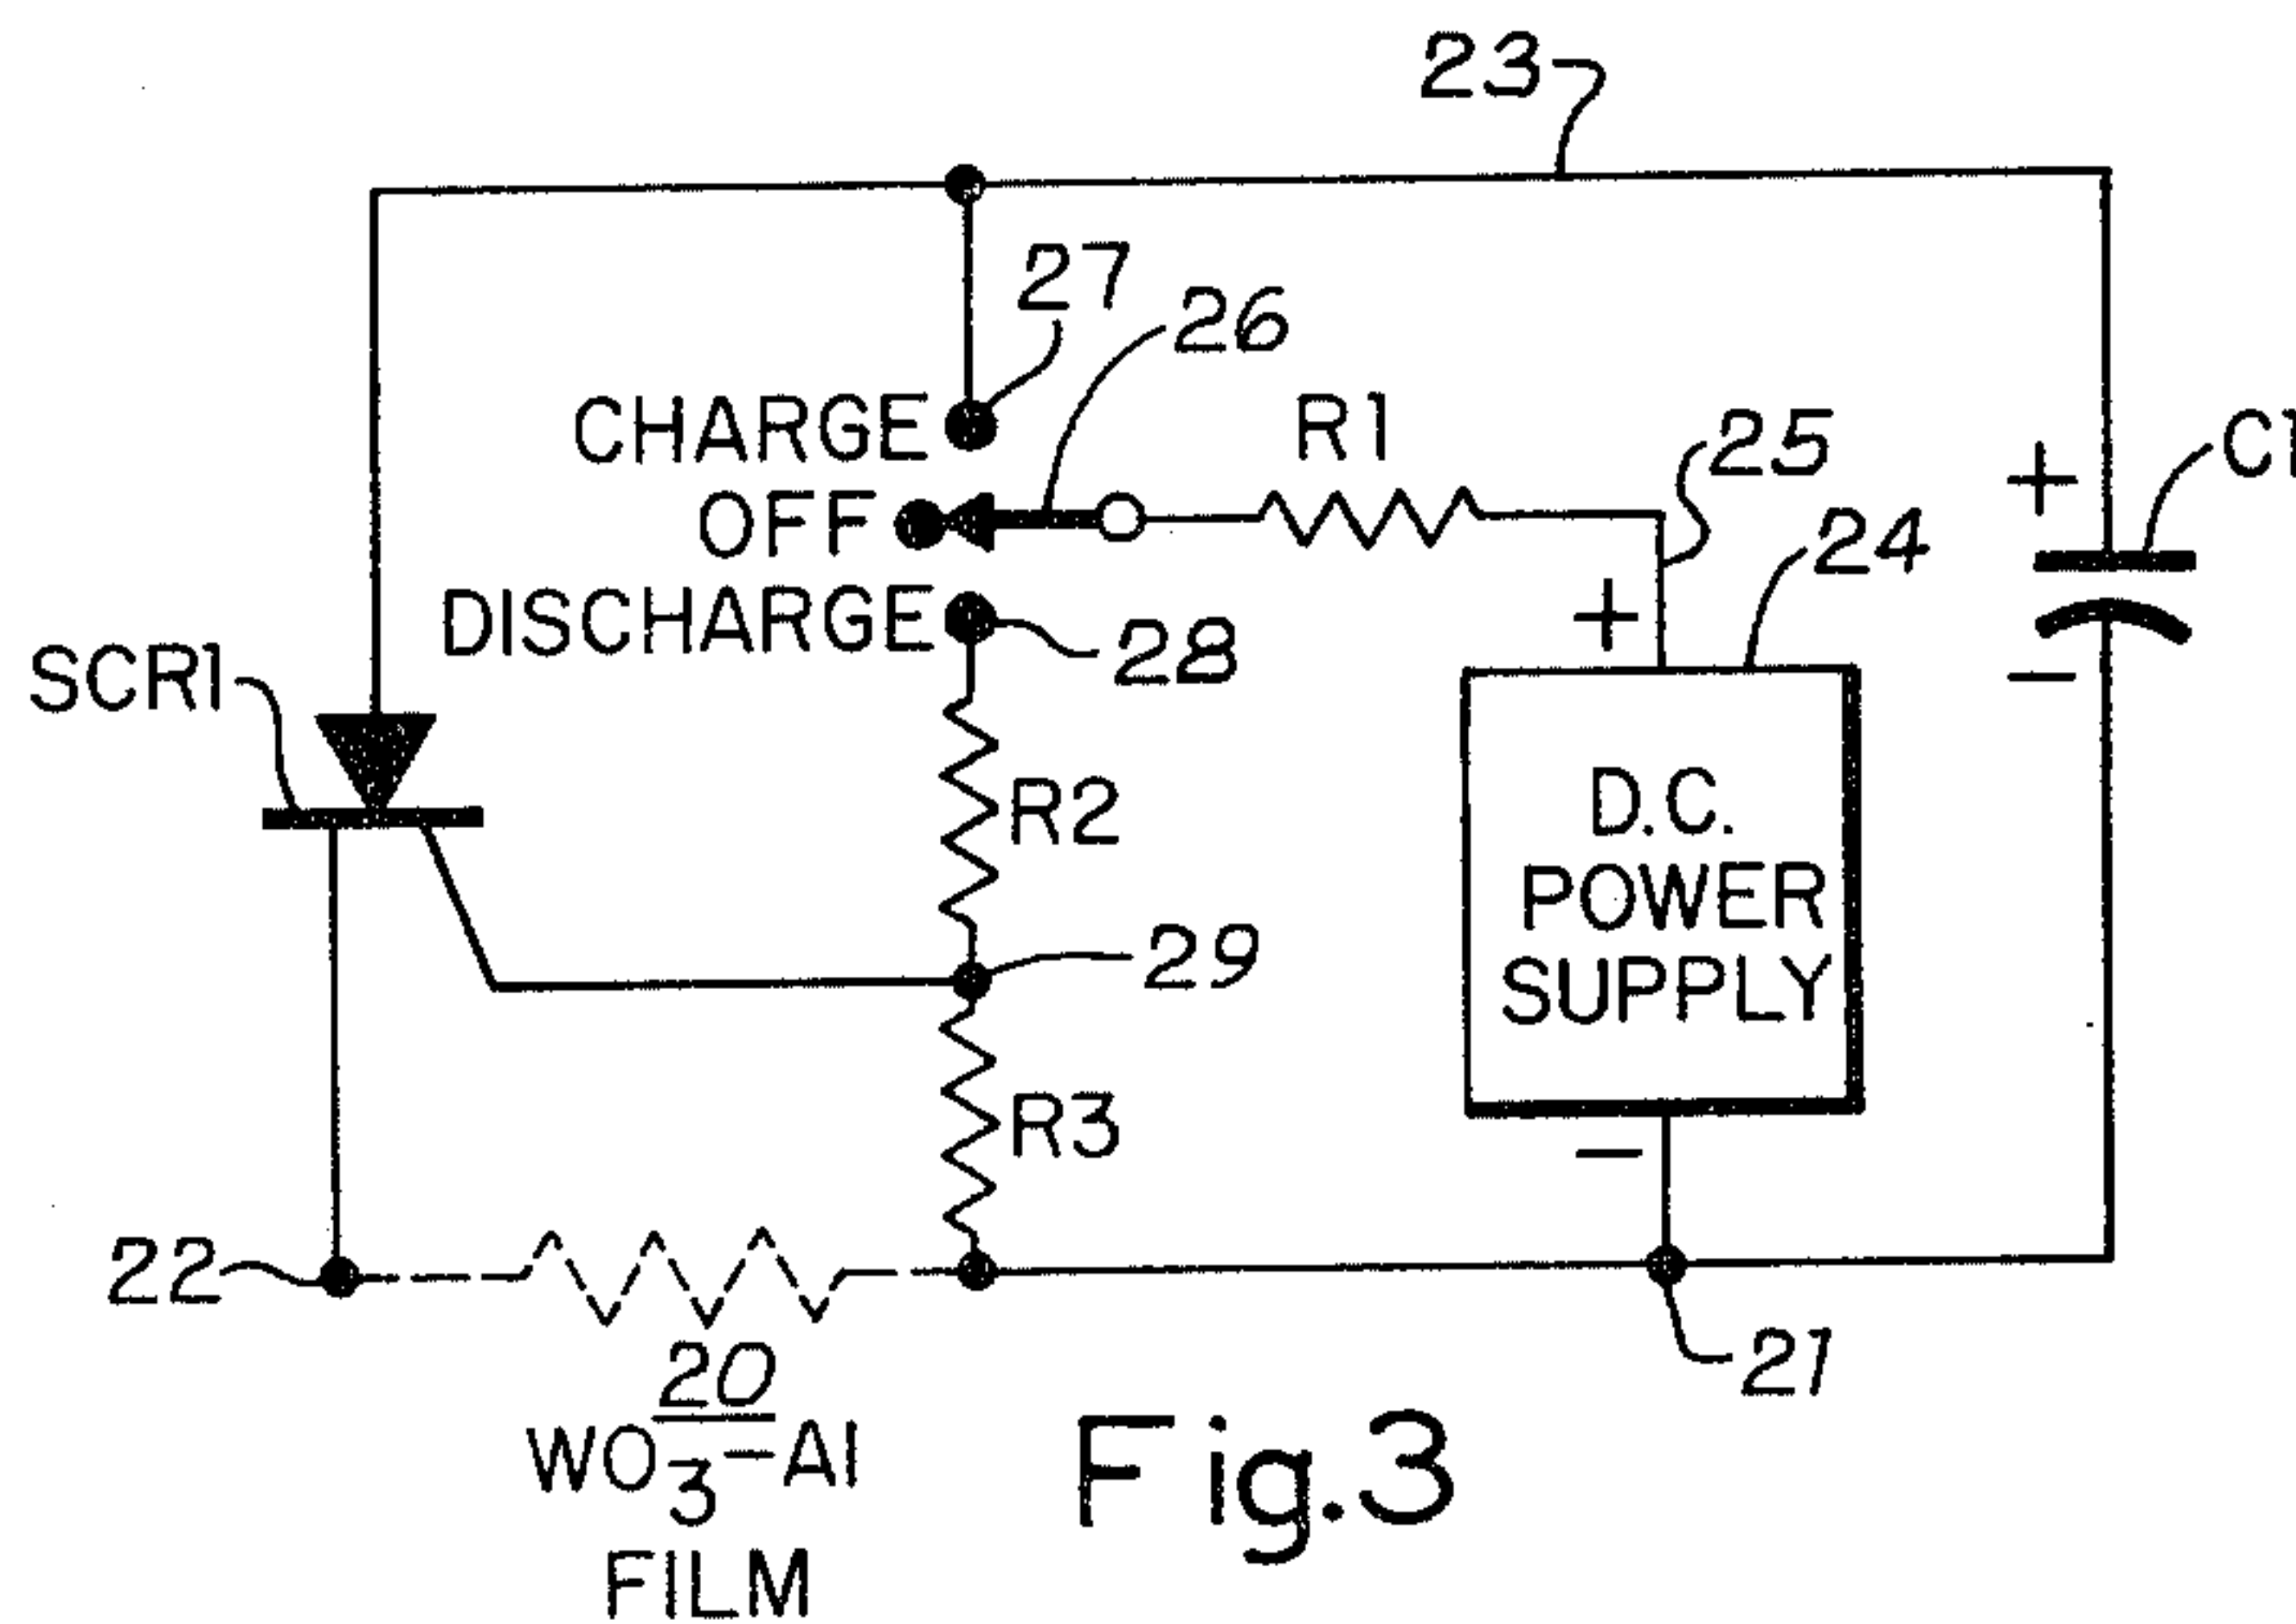 23
27
26
CHARGE
R1
25
C1
OFF
24
+
DISCHARGE
+
28
SCR1
−
R2
D.C.
POWER
SUPPLY
29
R3
−
22
20
21
WO3-Al
FILM
Fig.3